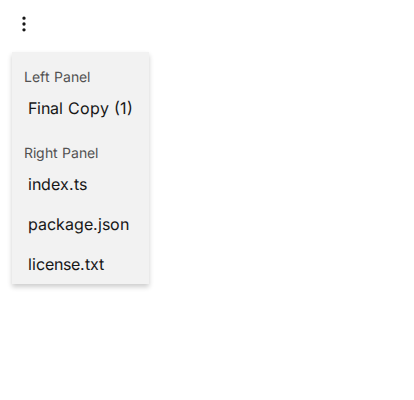 Left Panel
Final Copy (1)
Right Panel
index.ts
package.json
license.txt